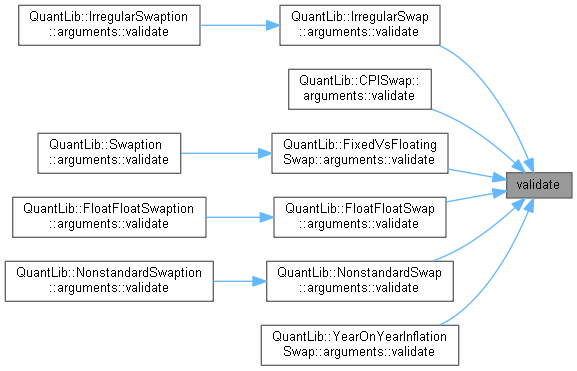 QuantLib::IrregularSwaption
::arguments::validate
QuantLib::IrregularSwap
::arguments::validate
QuantLib::CPISwap::
arguments::validate
QuantLib::Swaption
::arguments::validate
QuantLib::FixedVsFloating
Swap::arguments::validate
validate
QuantLib::FloatFloatSwaption
::arguments::validate
QuantLib::FloatFloatSwap
::arguments::validate
QuantLib::NonstandardSwaption
::arguments::validate
QuantLib::NonstandardSwap
::arguments::validate
QuantLib::YearOnYearInflation
Swap::arguments::validate